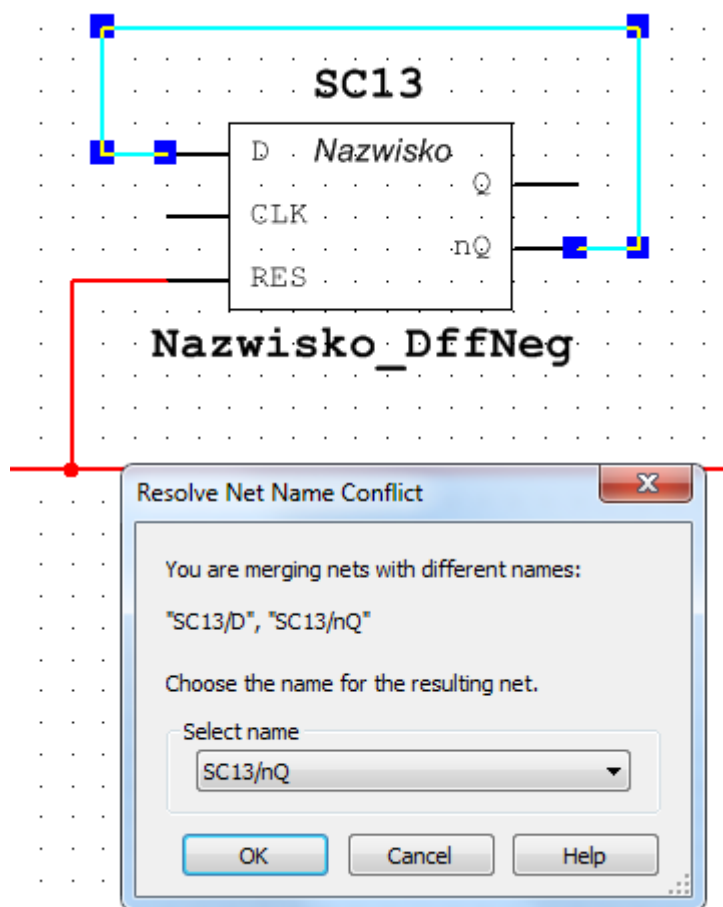 SC13
D Nazwisko
Q
CLK
nQ
RES
Nazwisko_DffNeg
Resolve Net Name Conflict
You are merging nets with different names:
"SC13/D", "SC13/nQ"
Choose the name for the resulting net.
Select name
SC13/nQ
OK Cancel Help